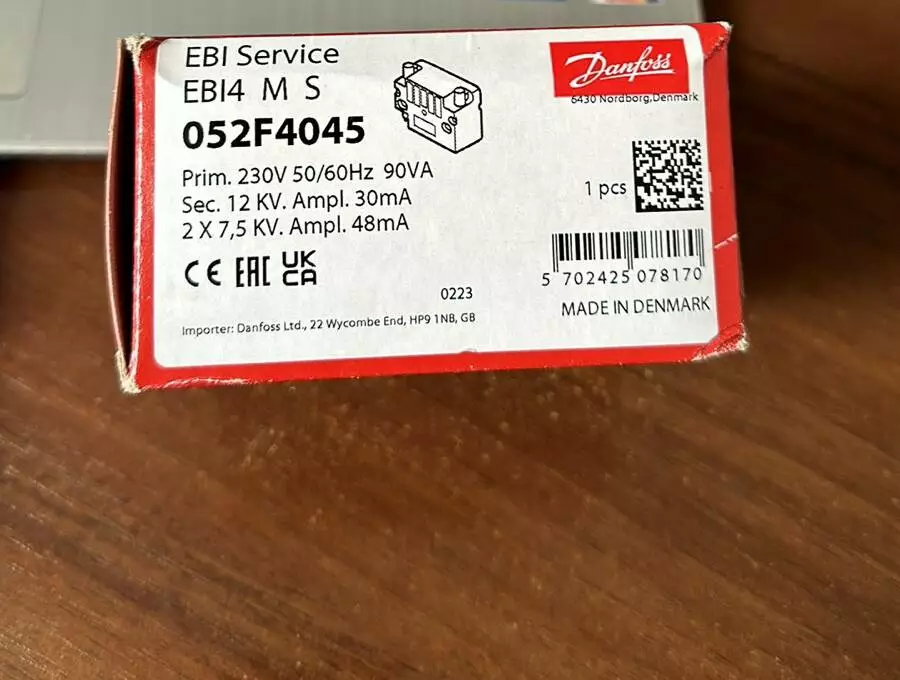 EBI Service
EBI4 M S
052F4045
Prim. 230V 50/60Hz 90VA
Sec. 12 KV. Ampl. 30mA
2 X 7,5 KV. Ampl. 48mA
CE EAC UK
CA
0223
Importer: Danfoss Ltd., 22 Wycombe End, HP9 1NB, GB
Danfoss
6430 Nordborg,Denmark
1 pcs
5 702425 078170
MADE IN DENMARK